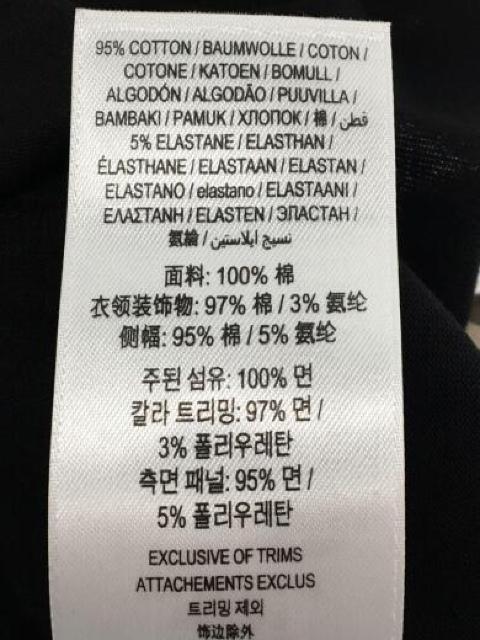 95% COTTON / BAUMWOLLE / COTON /
COTONE / KATOEN / BOMULL /
ALGODÓN / ALGODÃO / PUUVILLA /
BAMBAKI / PAMUK / ХЛОПОК / 棉 / قطن
5% ELASTANE / ELASTHAN /
ÉLASTHANE / ELASTAAN / ELASTAN /
ELASTANO / elastano / ELASTAANI /
ΕΛΑΣΤΑΝΗ / ELASTEN / ЭЛАСТАН /
氨綸 / نسيج ايلاستين
面料: 100% 棉
衣领装饰物: 97% 棉 / 3% 氨纶
侧幅: 95% 棉 / 5% 氨纶
주된 섬유: 100% 면
칼라 트리밍: 97% 면 /
3% 폴리우레탄
측면 패널: 95% 면 /
5% 폴리우레탄
EXCLUSIVE OF TRIMS
ATTACHEMENTS EXCLUS
트리밍 제외
饰边除外